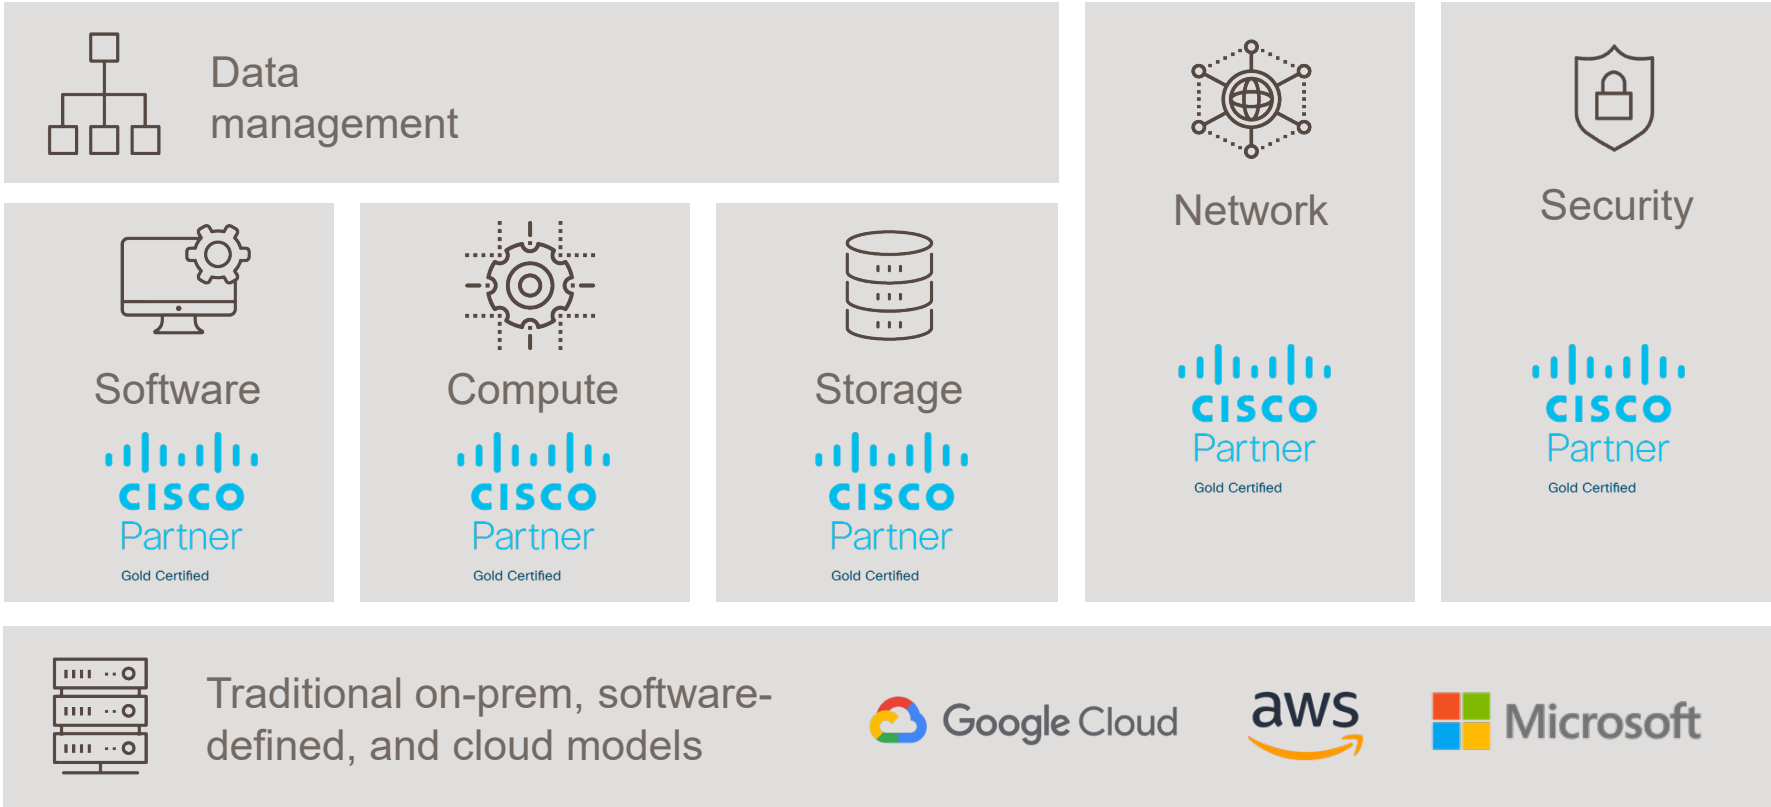 Data
management
Network
Security
CISCO
Partner
Gold Certified
CISCO
Partner
Gold Certified
Software
Compute
Storage
CISCO
Partner
Gold Certified
CISCO
Partner
Gold Certified
CISCO
Partner
Gold Certified
Traditional on-prem, software-
defined, and cloud models
Google Cloud
aws
Microsoft